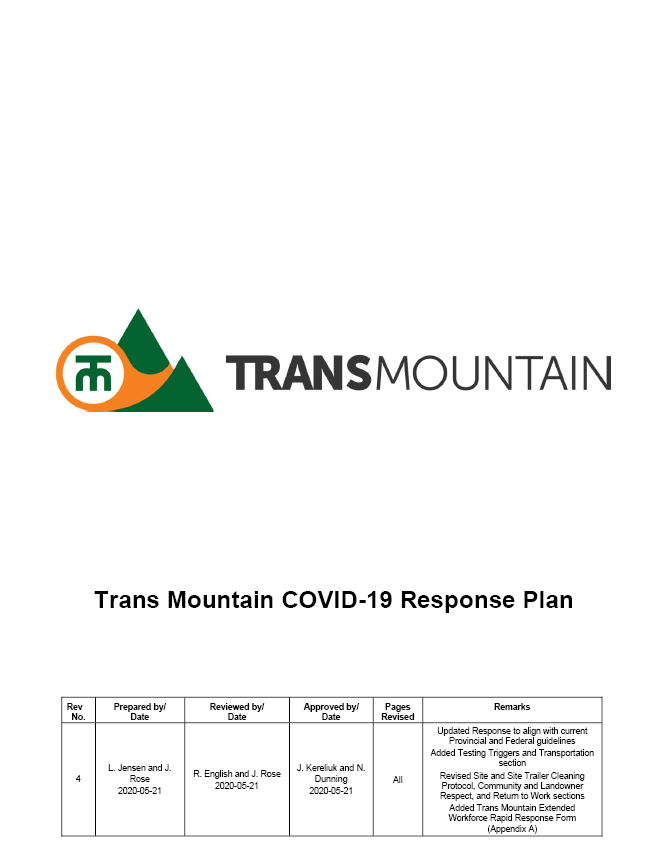 TM
TRANSMOUNTAIN
Trans Mountain COVID-19 Response Plan
Rev No.
Prepared by/ Date
Reviewed by/ Date
Approved by/ Date
Pages Revised
Remarks
4
L. Jensen and J.
Rose
2020-05-21
R. English and J. Rose
2020-05-21
J. Kereliuk and N.
Dunning
2020-05-21
All
Updated Response to align with current
Provincial and Federal guidelines
Added Testing Triggers and Transportation
section
Revised Site and Site Trailer Cleaning
Protocol, Community and Landowner
Respect, and Return to Work sections
Added Trans Mountain Extended
Workforce Rapid Response Form
(Appendix A)